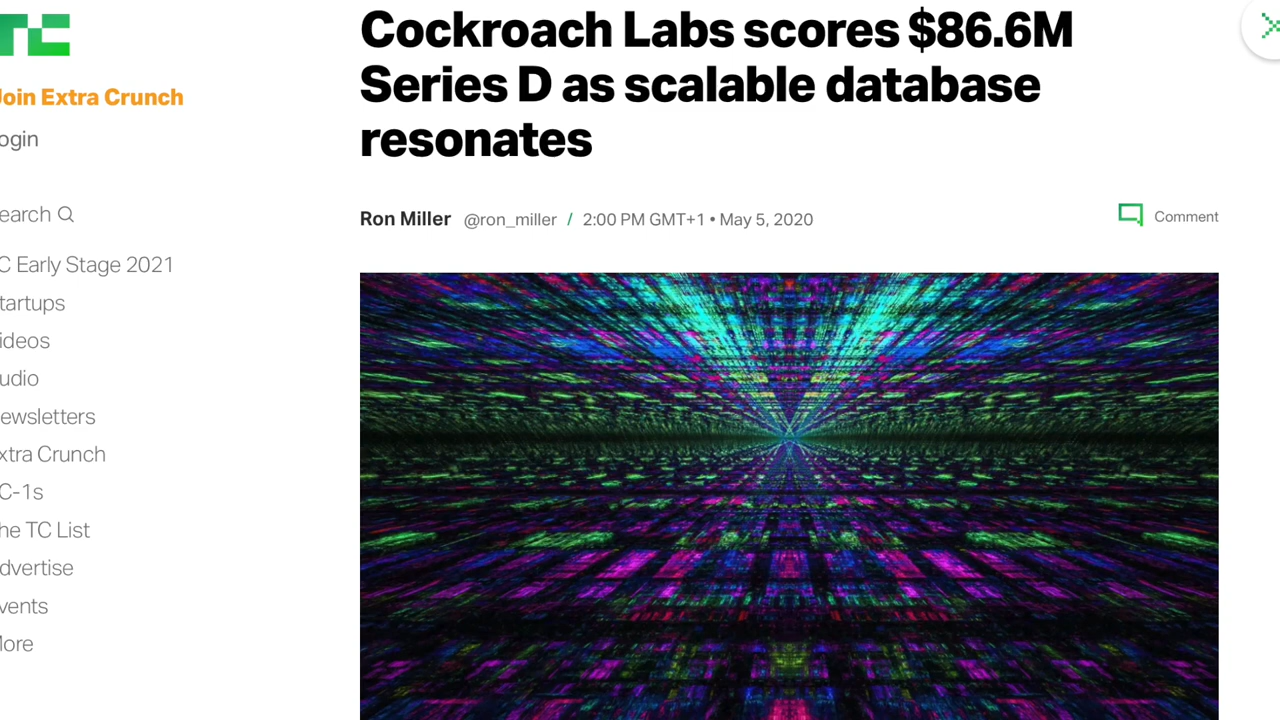 TC
Join Extra Crunch
ogin
earch
C Early Stage 2021
tartups
ideos
udio
ewsletters
xtra Crunch
C-1s
he TC List
dvertise
vents
ore
Cockroach Labs scores $86.6M
Series D as scalable database
resonates
Ron Miller @ron_miller / 2:00 PM GMT+1 • May 5, 2020
Comment